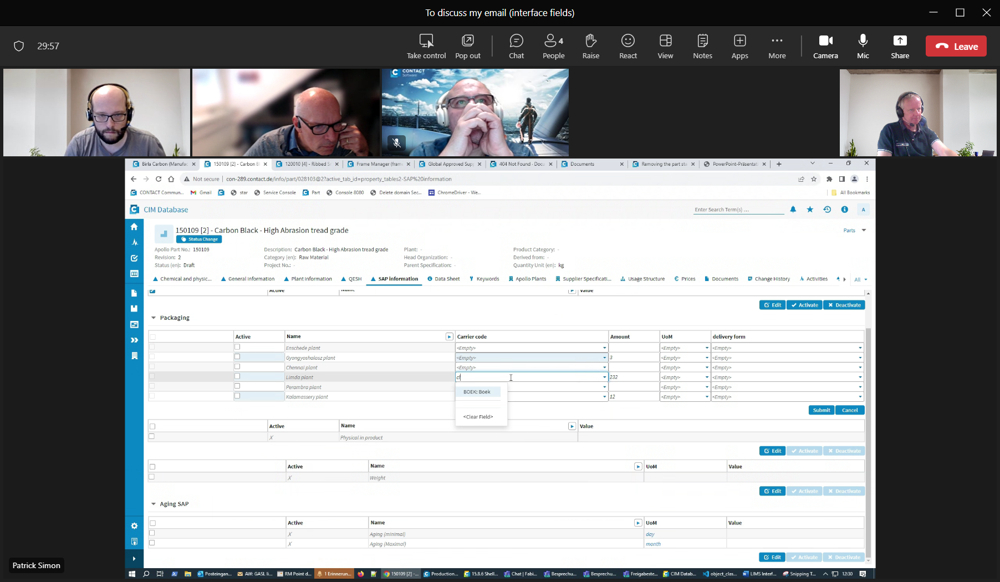 To discuss my email (interface fields)
29:57
Take control
Pop out
Chat
4
People
Raise
React
View
Notes
Apps
More
Camera
Mic
Share
Leave
CONTACT
Software
Birla Carbon (Manufac
150109 [2] - Carbon Bl
120010 [4] - Ribbed S
Frame Manager (fram
Global Approved Sup
404 Not Found - Docu
Documents
Removing the part sta
PowerPoint-Präsentati
Not secure
con-289.contact.de/info/part/028103@2?active_tab_id=property_tables2-SAP%20information
CONTACT Commun...
Gmail
star
Service Console
Part
Console 8080
Delete domain Sec...
ChromeDriver - We...
All Bookmarks
CIM Database
Enter Search Term(s) ...
A
150109 [2] - Carbon Black - High Abrasion tread grade
Status Change
Parts
Apollo Part No.: 150109
Description: Carbon Black - High Abrasion tread grade
Plant: -
Product Category: -
Revision: 2
Category (en): Raw Material
Head Organization: -
Derived from: -
Status (en): Draft
Project No.: -
Parent Specification: -
Quantity Unit (en): kg
Chemical and physic...
General information
Plant information
QESH
SAP information
Data Sheet
Keywords
Apollo Plants
Supplier Specificati...
Usage Structure
Prices
Documents
Change History
Activities
All
Active
Name
Value
Edit
Activate
Deactivate
Packaging
Active
Name
Carrier code
Amount
UoM
delivery form
Enschede plant
<Empty>
<Empty>
<Empty>
Gyongyoshalasz plant
<Empty>
3
<Empty>
<Empty>
Chennai plant
<Empty>
<Empty>
<Empty>
Limda plant
cf
232
<Empty>
<Empty>
Perambra plant
<Empty>
<Empty>
Kalamassery plant
12
<Empty>
<Empty>
BOEK: Boek
<Clear Field>
Submit
Cancel
Active
Name
Value
X
Physical in product
Edit
Activate
Deactivate
Active
Name
UoM
Value
X
Weight
Edit
Activate
Deactivate
Aging SAP
Active
Name
UoM
Value
X
Aging (minimal)
day
X
Aging (Maximal)
month
Edit
Activate
Deactivate
Patrick Simon
Posteingan...
AW: GASL li...
RM Point d...
1 Erinnerun...
150109 [2] -...
Production...
15.8.6 Shell...
Chat | Fabi...
Besprechu...
Besprechu...
Freigabeste...
CIM Datab...
object_clas...
LIMS Interf...
Snipping T...
12:30